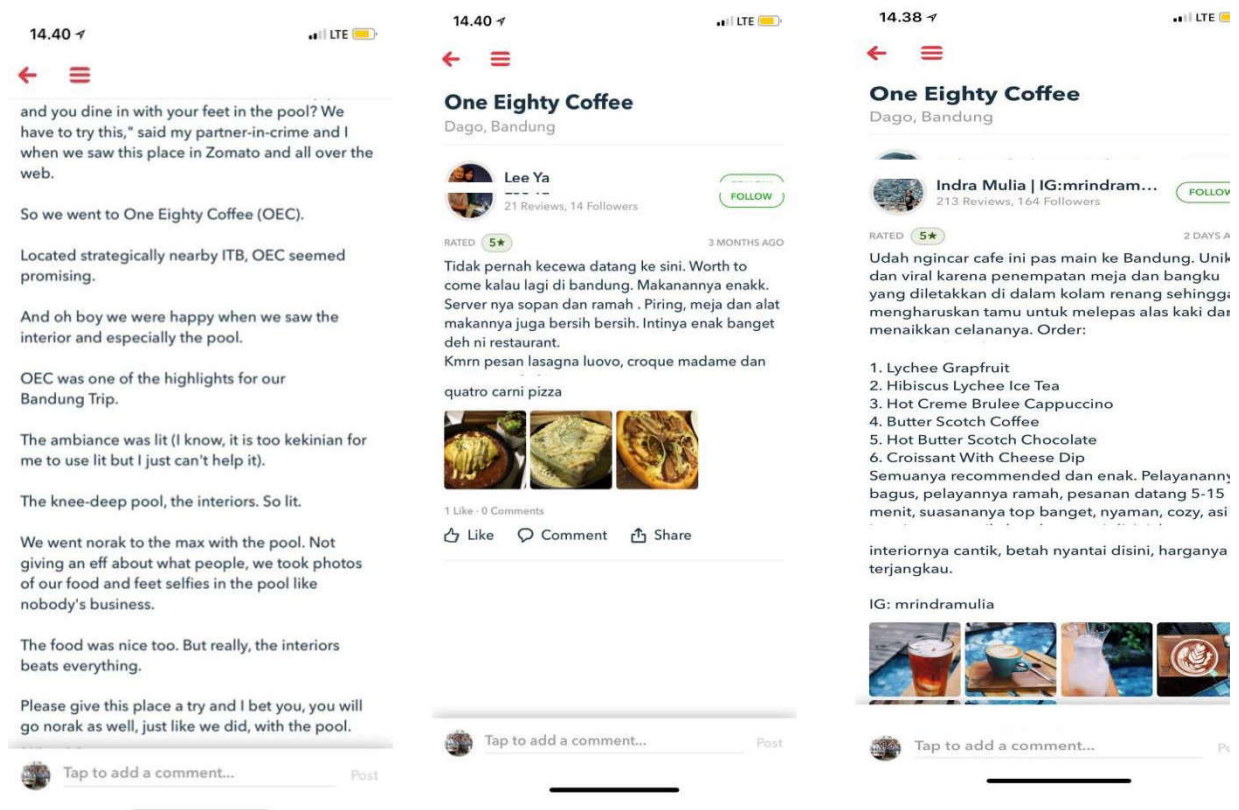 14.40
LTE
and you dine in with your feet in the pool? We
have to try this," said my partner-in-crime and I
when we saw this place in Zomato and all over the
web.
So we went to One Eighty Coffee (OEC).
Located strategically nearby ITB, OEC seemed
promising.
And oh boy we were happy when we saw the
interior and especially the pool.
OEC was one of the highlights for our
Bandung Trip.
The ambiance was lit (I know, it is too kekinian for
me to use lit but I just can't help it).
The knee-deep pool, the interiors. So lit.
We went norak to the max with the pool. Not
giving an eff about what people, we took photos
of our food and feet selfies in the pool like
nobody's business.
The food was nice too. But really, the interiors
beats everything.
Please give this place a try and I bet you, you will
go norak as well, just like we did, with the pool.
Tap to add a comment...
Post
14.40
LTE
One Eighty Coffee
Dago, Bandung
Lee Ya
21 Reviews, 14 Followers
FOLLOW
RATED 5★
3 MONTHS AGO
Tidak pernah kecewa datang ke sini. Worth to
come kalau lagi di bandung. Makanannya enakk.
Server nya sopan dan ramah . Piring, meja dan alat
makannya juga bersih bersih. Intinya enak banget
deh ni restaurant.
Kmrn pesan lasagna luovo, croque madame dan
quatro carni pizza
1 Like · 0 Comments
Like
Comment
Share
Tap to add a comment...
Post
14.38
LTE
One Eighty Coffee
Dago, Bandung
Indra Mulia | IG:mrindram...
213 Reviews, 164 Followers
FOLLOW
RATED 5★
2 DAYS A
Udah ngincar cafe ini pas main ke Bandung. Unik
dan viral karena penempatan meja dan bangku
yang diletakkan di dalam kolam renang sehingga
mengharuskan tamu untuk melepas alas kaki dan
menaikkan celananya. Order:
1. Lychee Grapfruit
2. Hibiscus Lychee Ice Tea
3. Hot Creme Brulee Cappuccino
4. Butter Scotch Coffee
5. Hot Butter Scotch Chocolate
6. Croissant With Cheese Dip
Semuanya recommended dan enak. Pelayanann
bagus, pelayannya ramah, pesanan datang 5-15
menit, suasananya top banget, nyaman, cozy, asi
interiornya cantik, betah nyantai disini, harganya
terjangkau.
IG: mrindramulia
Tap to add a comment...